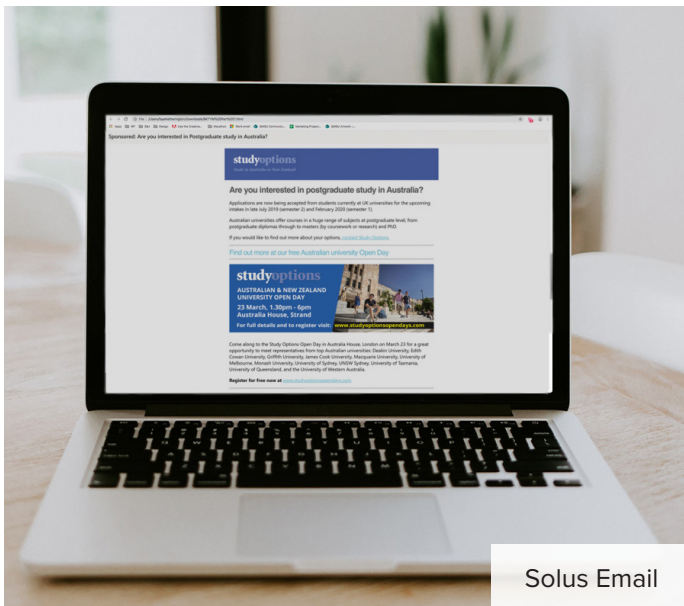 Sponsored: Are you interested in Postgraduate study in Australia?
studyoptions
Study in Australia or New Zealand
Are you interested in postgraduate study in Australia?
Applications are now being accepted from students currently at UK universities for the upcoming
intakes in late July 2019 (semester 2) and February 2020 (semester 1).
Australian universities offer courses in a huge range of subjects at postgraduate level, from
postgraduate diplomas through to masters (by coursework or research) and PhD.
If you would like to find out more about your options, contact Study Options
Find out more at our free Australian university Open Day
studyoptions
AUSTRALIAN & NEW ZEALAND
UNIVERSITY OPEN DAY
23 March, 1.30pm - 6pm
Australia House, Strand
For full details and to register visit: www.studyoptionsopendays.com
Come along to the Study Options Open Day in Australia House, London on March 23 for a great
opportunity to meet representatives from top Australian universities: Deakin University, Edith
Cowan University, Griffith University, James Cook University, Macquarie University, University of
Melbourne, Monash University, University of Sydney, UNSW Sydney, University of Tasmania,
University of Queensland, and the University of Western Australia.
Register for free now at www.studyoptionsopendays.com
Solus Email